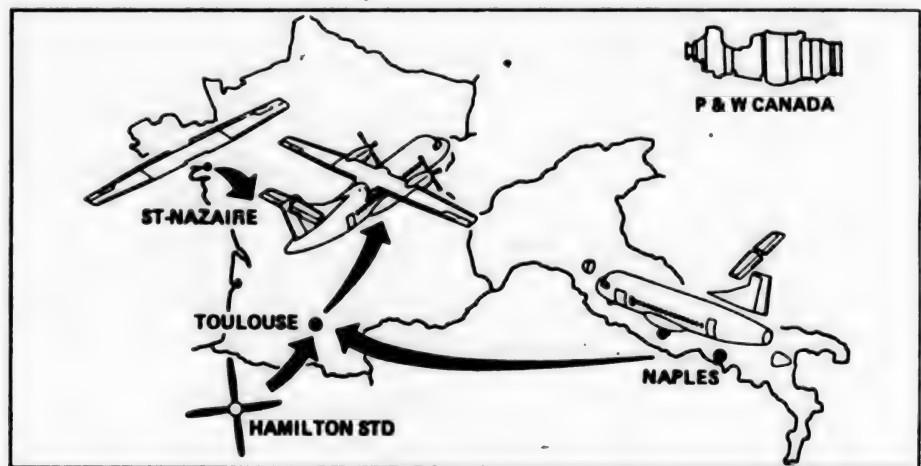 P & W CANADA
ST-NAZAIRE
TOULOUSE
NAPLES
HAMILTON STD